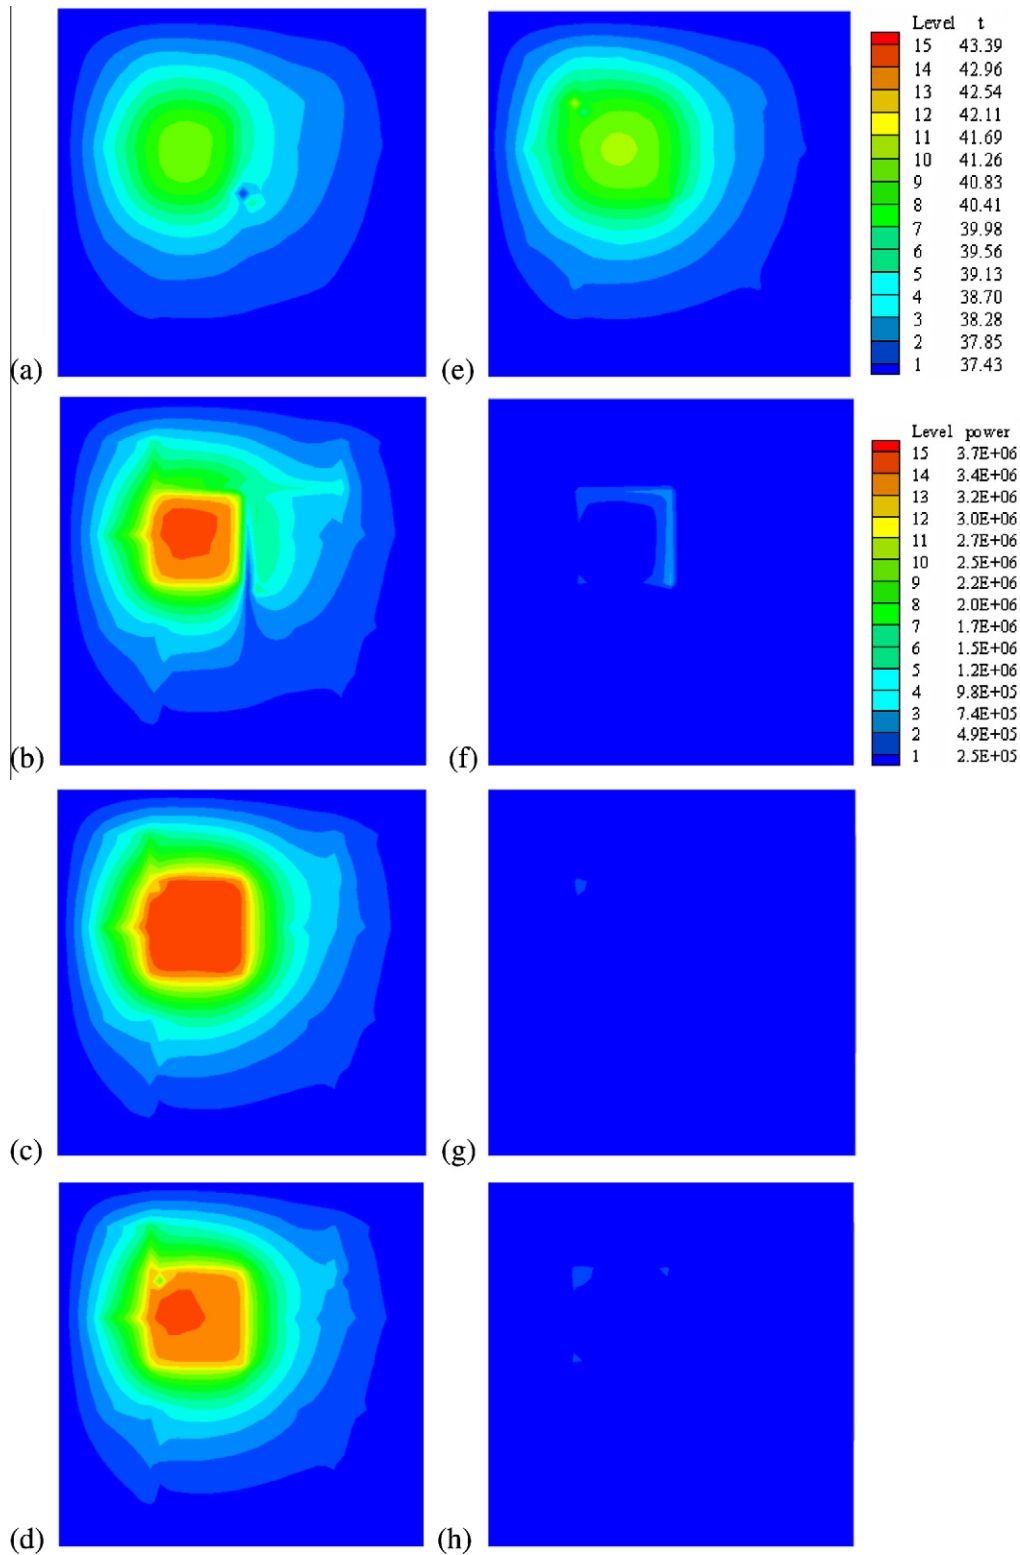 Level t
15 43.39
14 42.96
13 42.54
12 42.11
11 41.69
10 41.26
9 40.83
8 40.41
7 39.98
6 39.56
5 39.13
4 38.70
3 38.28
2 37.85
1 37.43
(a)
(e)
Level power
15 3.7E+06
14 3.4E+06
13 3.2E+06
12 3.0E+06
11 2.7E+06
10 2.5E+06
9 2.2E+06
8 2.0E+06
7 1.7E+06
6 1.5E+06
5 1.2E+06
4 9.8E+05
3 7.4E+05
2 4.9E+05
1 2.5E+05
(b)
(f)
(c)
(g)
(d)
(h)